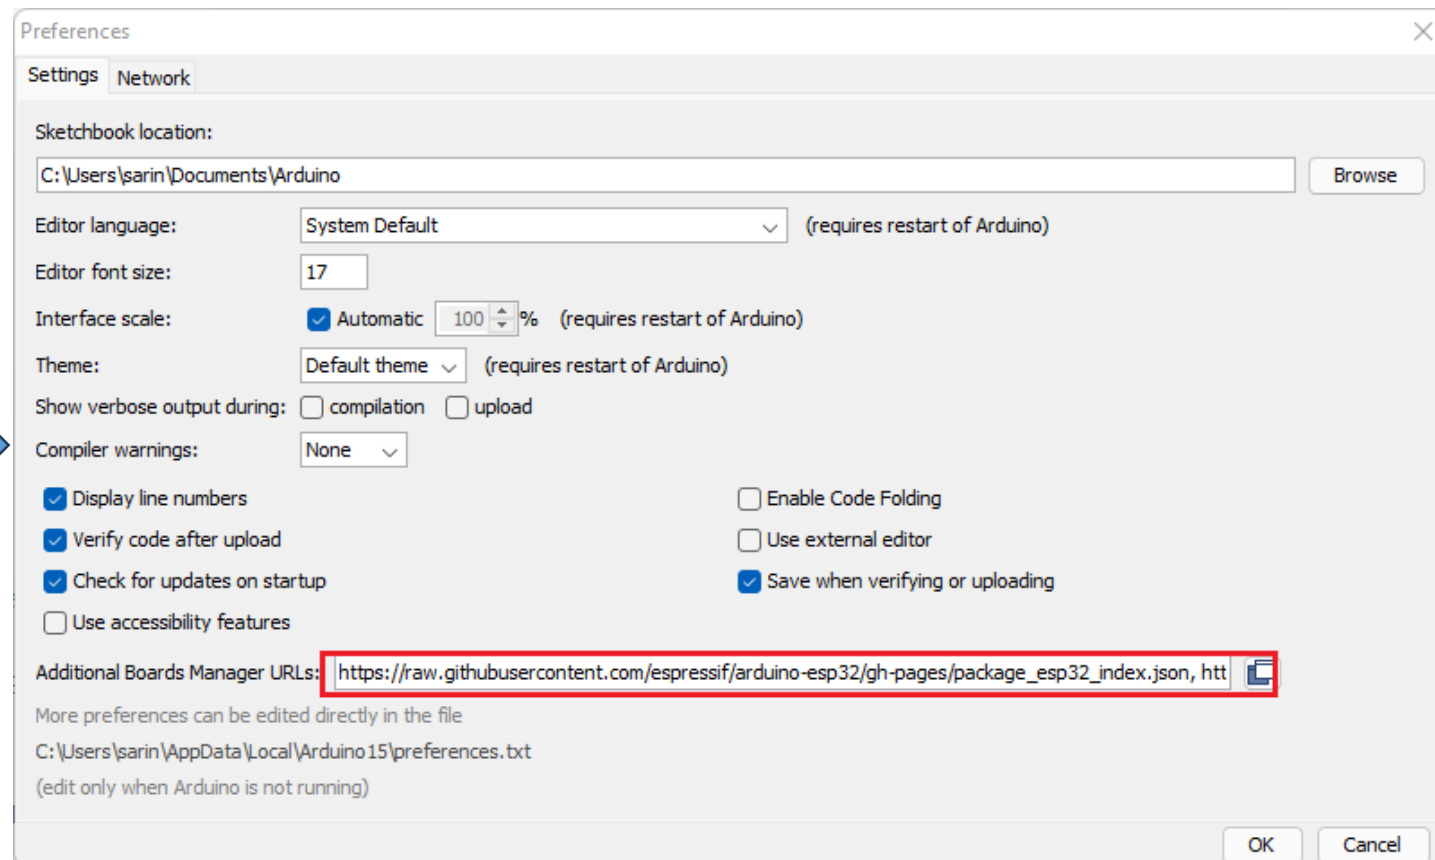 Preferences
Settings Network
Sketchbook location:
C:\Users\sarin\Documents\Arduino Browse
Editor language: System Default (requires restart of Arduino)
Editor font size: 17
Interface scale: Automatic 100 % (requires restart of Arduino)
Theme: Default theme (requires restart of Arduino)
Show verbose output during: compilation upload
Compiler warnings: None
Display line numbers Enable Code Folding
Verify code after upload Use external editor
Check for updates on startup Save when verifying or uploading
Use accessibility features
Additional Boards Manager URLs: https://raw.githubusercontent.com/espressif/arduino-esp32/gh-pages/package_esp32_index.json, htt
More preferences can be edited directly in the file
C:\Users\sarin\AppData\Local\Arduino15\preferences.txt
(edit only when Arduino is not running)
OK Cancel